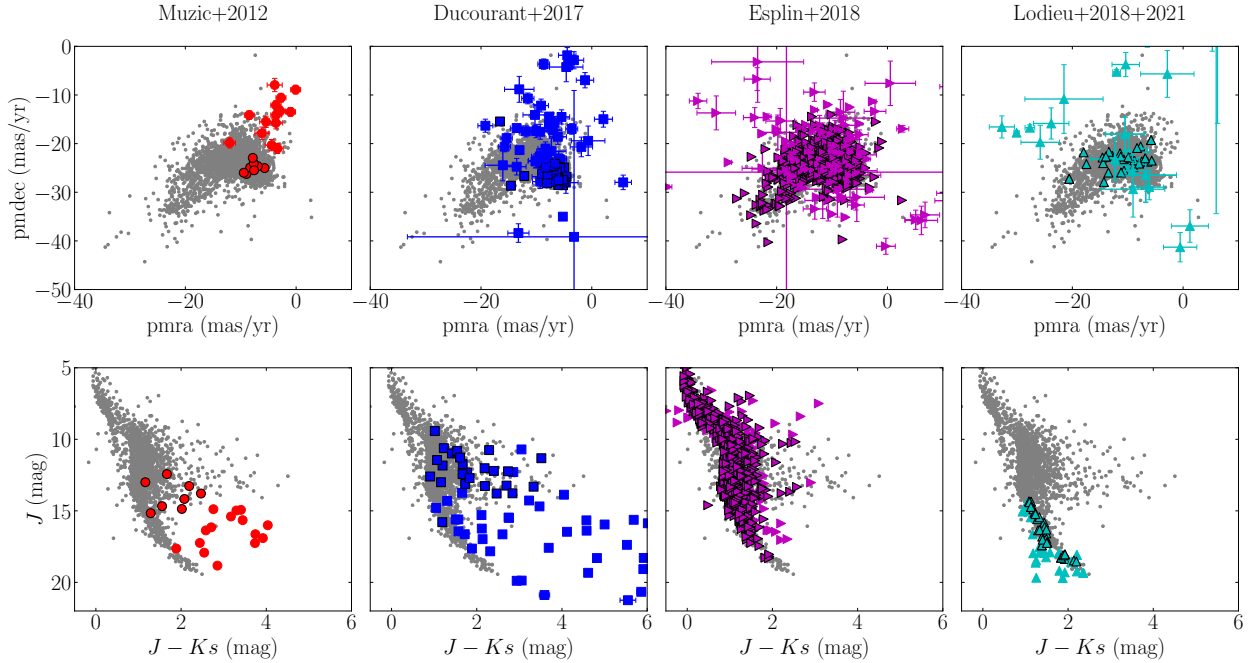 Muzic+2012 Ducourant+2017 Esplin+2018 Lodieu+2018+2021
0
−10
−20
−30
−40
−50
pmdec (mas/yr)
−40 −20 0 −40 −20 0 −40 −20 0 −40 −20 0
pmra (mas/yr) pmra (mas/yr) pmra (mas/yr) pmra (mas/yr)
5
10
15
20
J (mag)
0 2 4 6 0 2 4 6 0 2 4 6 0 2 4 6
J − Ks (mag) J − Ks (mag) J − Ks (mag) J − Ks (mag)